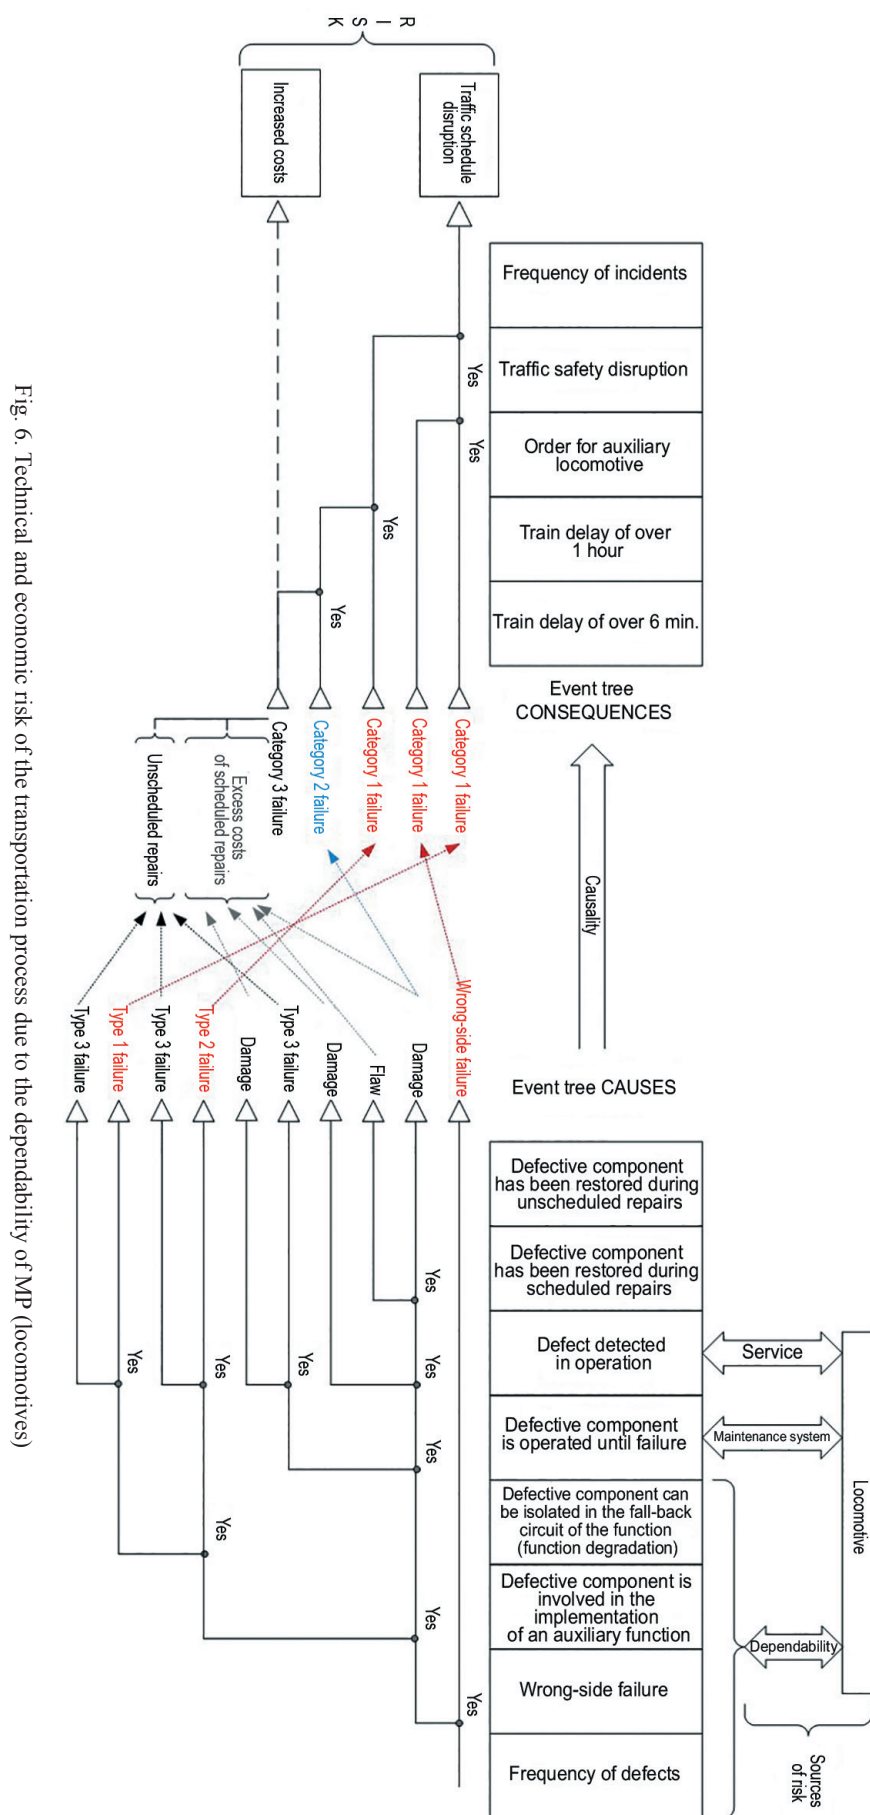 R I S K
Increased costs
Traffic schedule
disruption
Frequency of incidents
Traffic safety disruption
Order for auxiliary
locomotive
Train delay of over
1 hour
Train delay of over 6 min.
Yes
Yes
Yes
Yes
Event tree
CONSEQUENCES
Category 1 failure
Category 1 failure
Category 1 failure
Category 2 failure
Category 3 failure
Excess costs
of scheduled repairs
Unscheduled repairs
Causality
Event tree CAUSES
Wrong-side failure
Damage
Flaw
Damage
Type 3 failure
Damage
Type 2 failure
Type 3 failure
Type 1 failure
Type 3 failure
Defective component
has been restored during
unscheduled repairs
Defective component
has been restored during
scheduled repairs
Defect detected
in operation
Defective component
is operated until failure
Defective component can
be isolated in the fall-back
circuit of the function
(function degradation)
Defective component is
involved in the
implementation
of an auxiliary function
Wrong-side failure
Frequency of defects
Yes
Yes
Yes
Yes
Yes
Yes
Yes
Yes
Yes
Service
Maintenance system
Dependability
Locomotive
Sources
of risk
Fig. 6. Technical and economic risk of the transportation process due to the dependability of MP (locomotives)